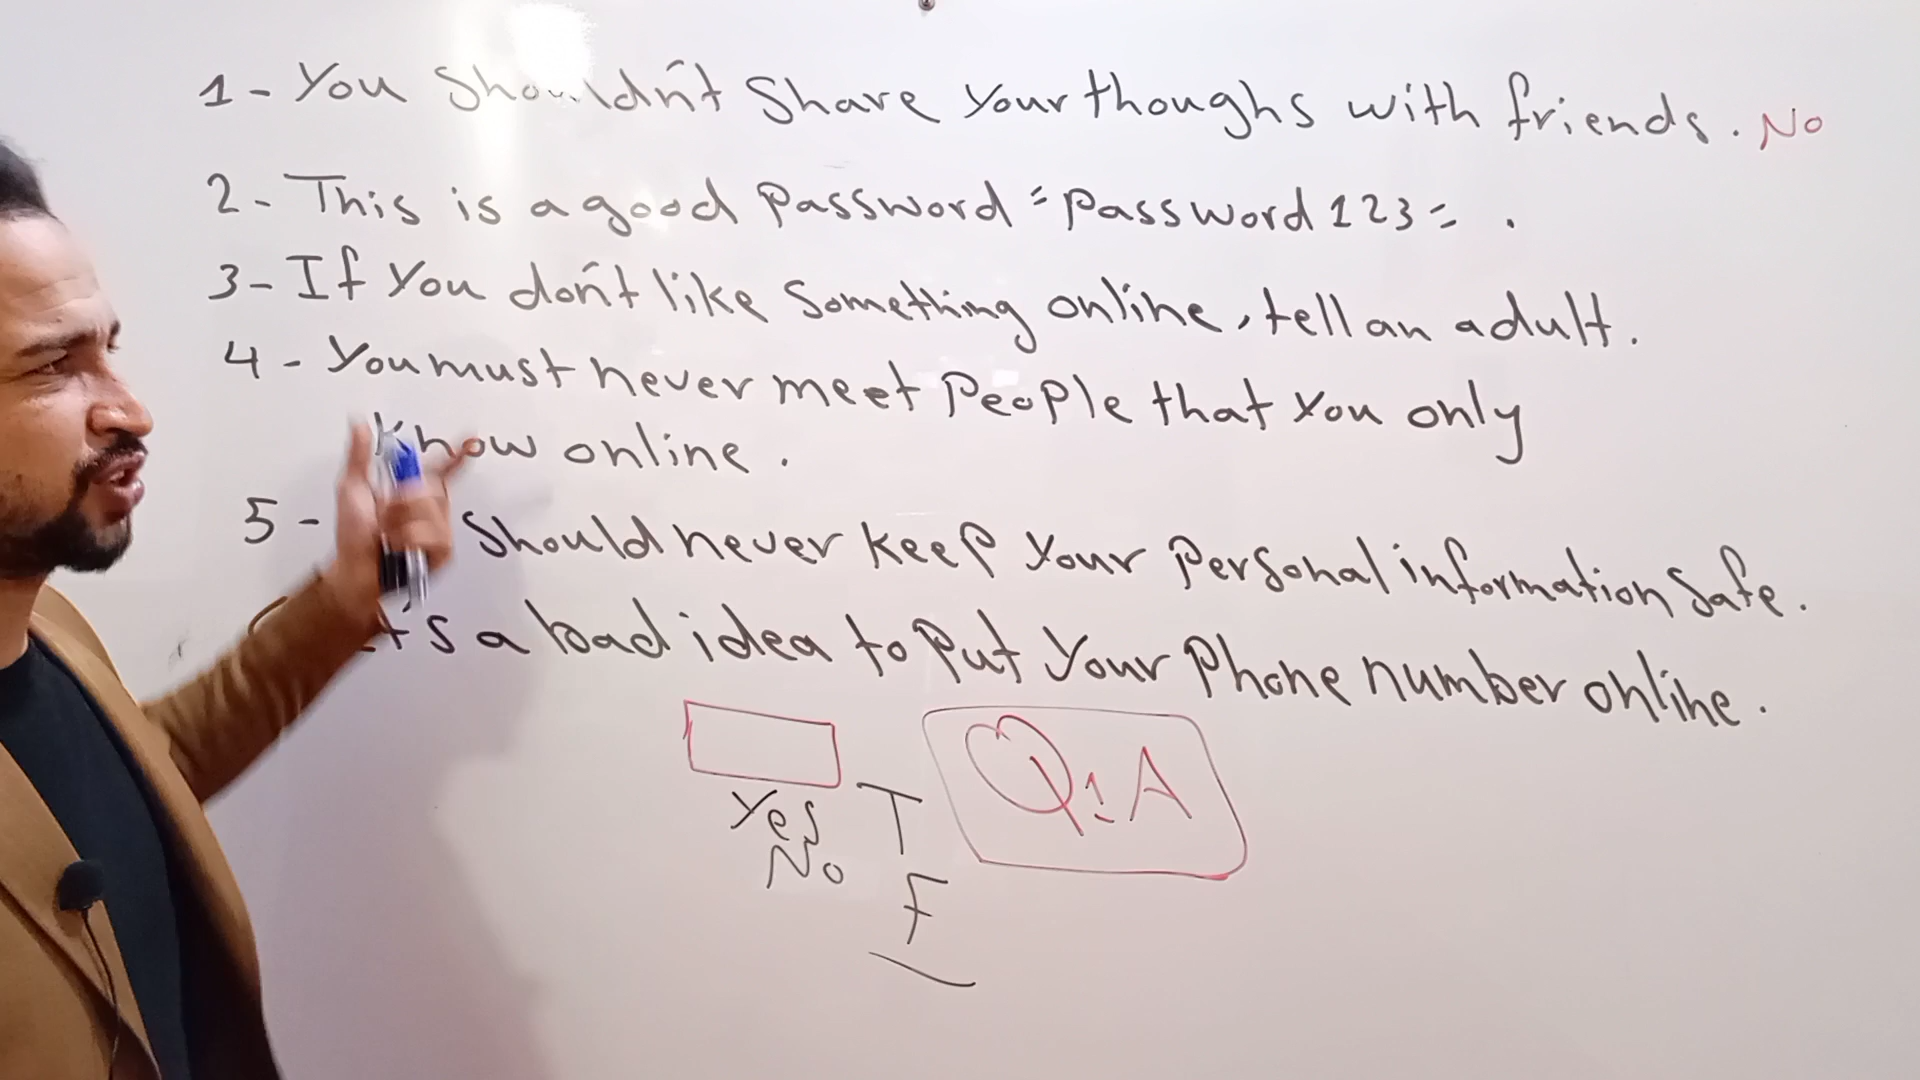 1 - You Shouldn't Share Your thoughs with friends. No
2 - This is a good Password = Password 123 = .
3 - If You don't like Something online, tell an adult.
4 - You must never meet People that You only
Know online.
5 - Should never keep Your Personal information Safe.
t's a bad idea to Put Your Phone number online.
Yes T
No
F
Q:A